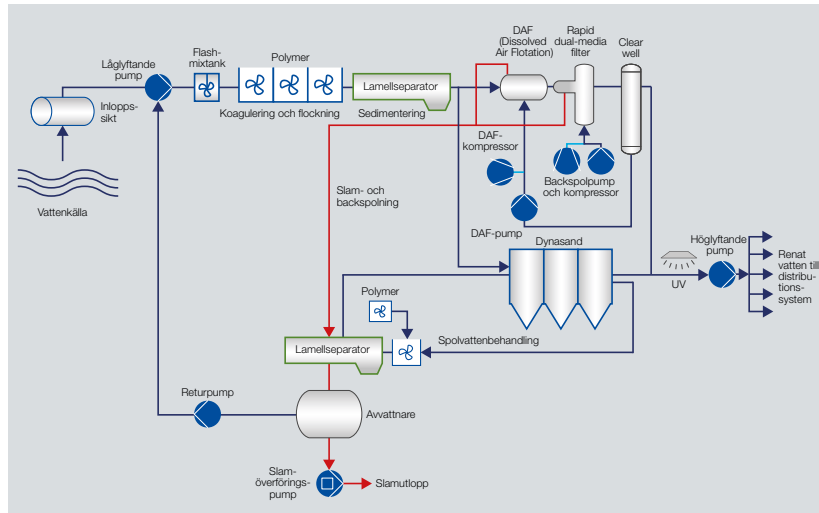 Låglyftande
pump
Flash-
mixtank
Polymer
DAF
(Dissolved
Air Flotation)
Rapid
dual-media
filter
Clear
well
Lamellseparator
Inlopps-
sikt
Koagulering och flockning
Sedimentering
DAF-
kompressor
Backspolpump
och kompressor
Slam- och
backspolning
Vattenkälla
DAF-pump
Dynasand
Höglyftande
pump
Renat
vatten till
distribu-
tions-
system
UV
Polymer
Spolvattenbehandling
Lamellseparator
Returpump
Avvattnare
Slam-
överförings-
pump
Slamutlopp